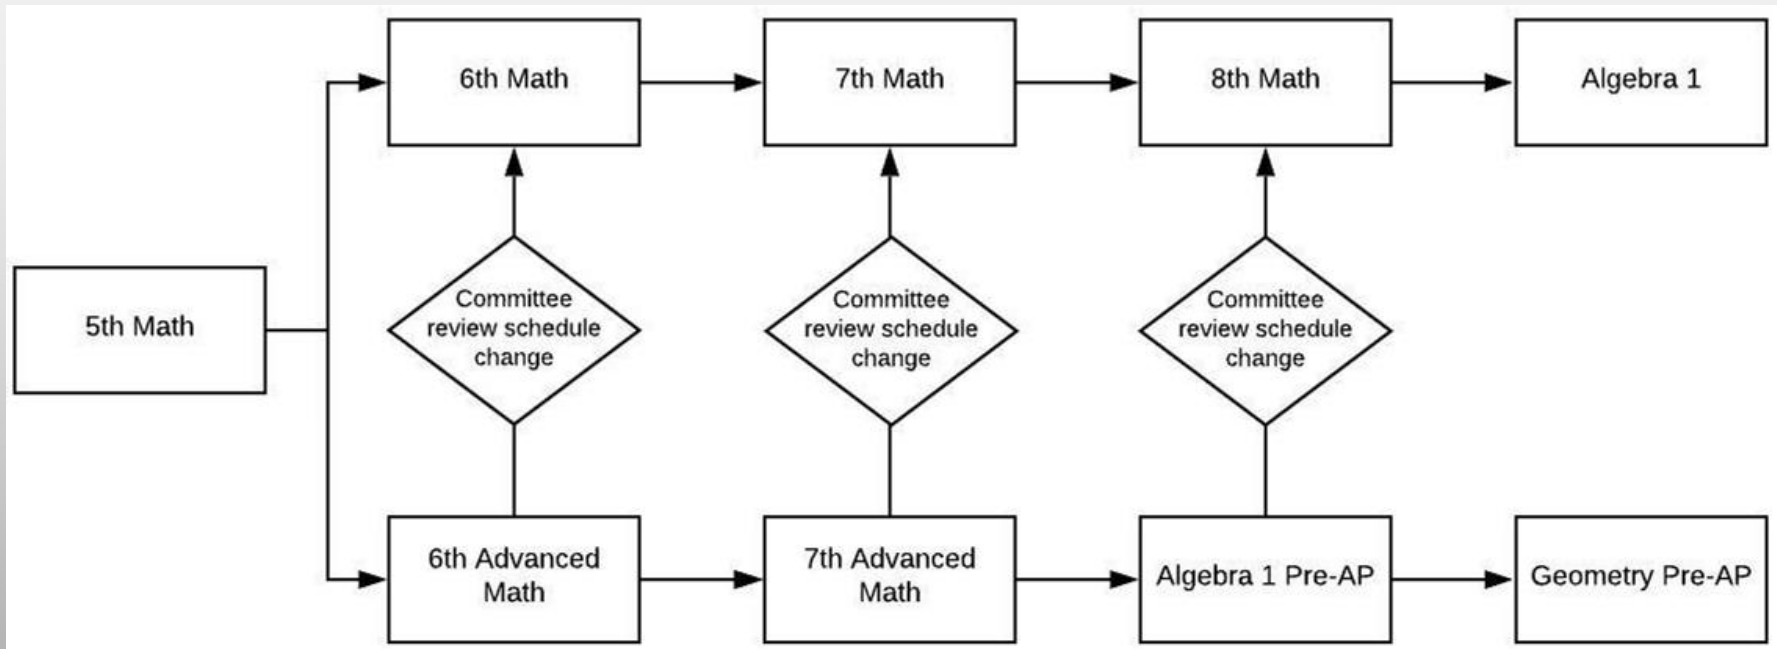 6th Math
7th Math
8th Math
Algebra 1
5th Math
Committee
review schedule
change
Committee
review schedule
change
Committee
review schedule
change
6th Advanced
Math
7th Advanced
Math
Algebra 1 Pre-AP
Geometry Pre-AP